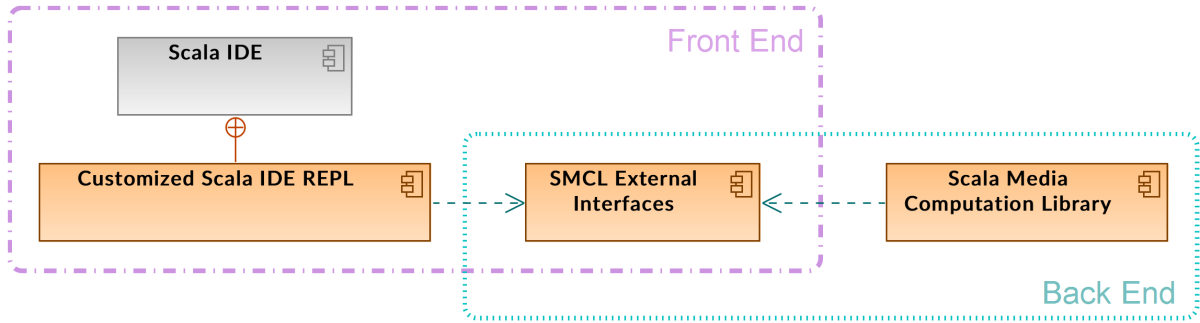 Front End
Scala IDE
Customized Scala IDE REPL
SMCL External
Interfaces
Scala Media
Computation Library
Back End